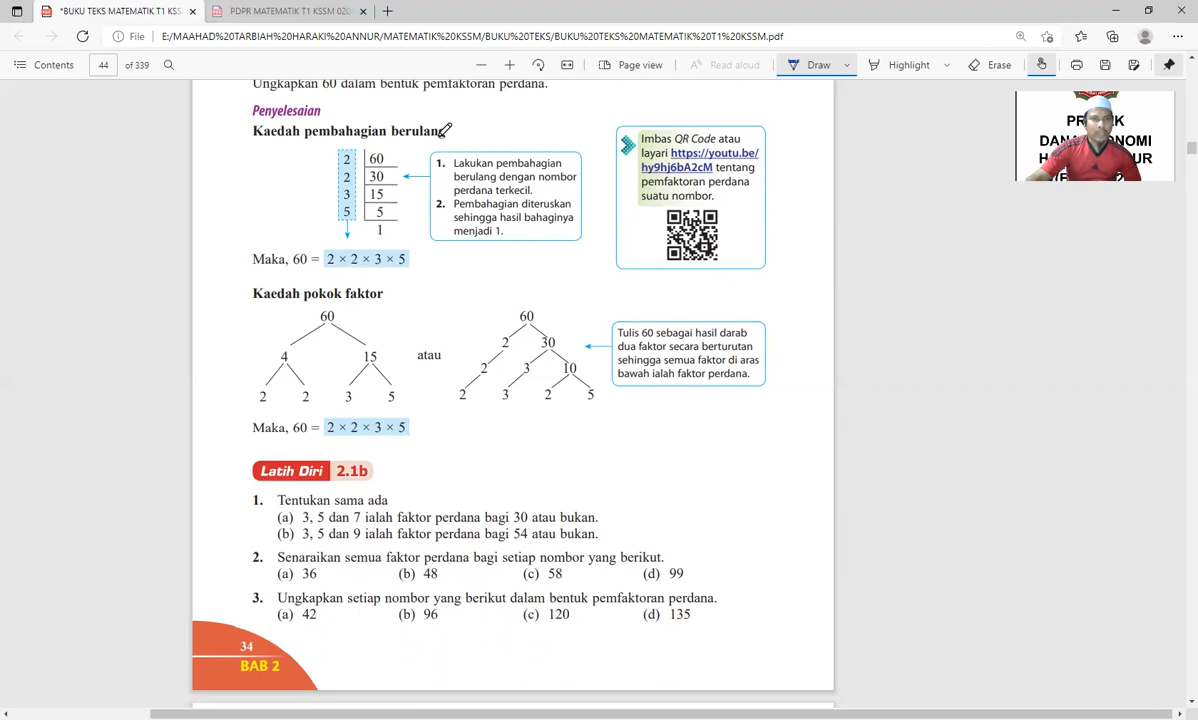 *BUKU TEKS MATEMATIK T1 KSS
PDPR MATEMATIK T1 KSSM 020
File
E:/MAAHAD%20TARBIAH%20HARAKI%20ANNUR/MATEMATIK%20KSSM/BUKU%20TEKS/BUKU%20TEKS%20MATEMATIK%20T1%20KSSM.pdf
Contents
44 of 339
Page view
Read aloud
Draw
Highlight
Erase
Ungkapkan 60 dalam bentuk pemfaktoran perdana.
Penyelesaian
Kaedah pembahagian berulang
2 60
2 30
3 15
5 5
1
1. Lakukan pembahagian
berulang dengan nombor
perdana terkecil.
2. Pembahagian diteruskan
sehingga hasil bahaginya
menjadi 1.
Imbas QR Code atau
layari https://youtu.be/
hy9hj6bA2cM tentang
pemfaktoran perdana
suatu nombor.
Maka, 60 = 2 × 2 × 3 × 5
Kaedah pokok faktor
60
4 15
2 2 3 5
atau
60
2 30
2 3 10
2 3 2 5
Tulis 60 sebagai hasil darab
dua faktor secara berturutan
sehingga semua faktor di aras
bawah ialah faktor perdana.
Maka, 60 = 2 × 2 × 3 × 5
Latih Diri 2.1b
1. Tentukan sama ada
(a) 3, 5 dan 7 ialah faktor perdana bagi 30 atau bukan.
(b) 3, 5 dan 9 ialah faktor perdana bagi 54 atau bukan.
2. Senaraikan semua faktor perdana bagi setiap nombor yang berikut.
(a) 36 (b) 48 (c) 58 (d) 99
3. Ungkapkan setiap nombor yang berikut dalam bentuk pemfaktoran perdana.
(a) 42 (b) 96 (c) 120 (d) 135
34
BAB 2